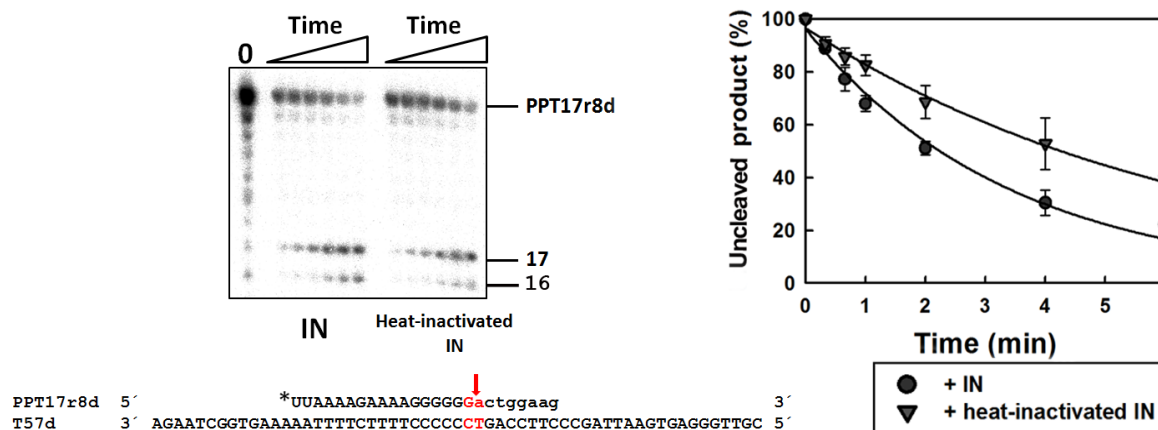 Time Time
0
PPT17r8d
17
16
IN
Heat-inactivated
IN
PPT17r8d 5´ *UUAAAAGAAAAGGGGGGactggaag 3´
T57d 3´ AGAATCGGTGAAAAATTTTCTTTTCCCCCCTGACCTTCCCGATTAAGTGAGGGTTGC 5´
Uncleaved product (%)
100
80
60
40
20
0
0 1 2 3 4 5
Time (min)
+ IN
+ heat-inactivated IN